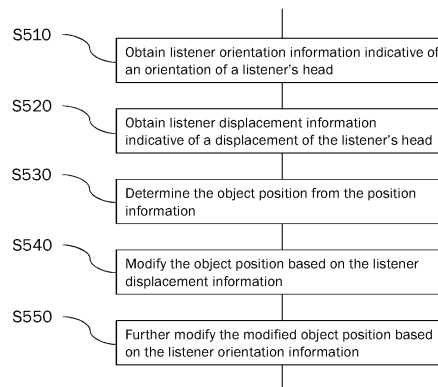 S510
Obtain listener orientation information indicative of
an orientation of a listener's head
S520
Obtain listener displacement information
indicative of a displacement of the listener's head
S530
Determine the object position from the position
information
S540
Modify the object position based on the listener
displacement information
S550
Further modify the modified object position based
on the listener orientation information